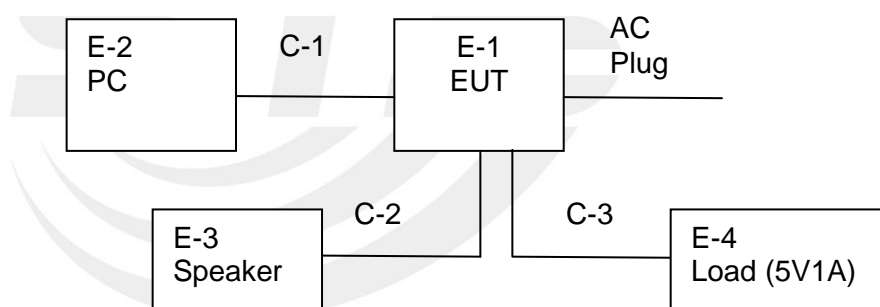 E-2
PC
C-1
E-1
EUT
AC
Plug
E-3
Speaker
C-2
C-3
E-4
Load (5V1A)